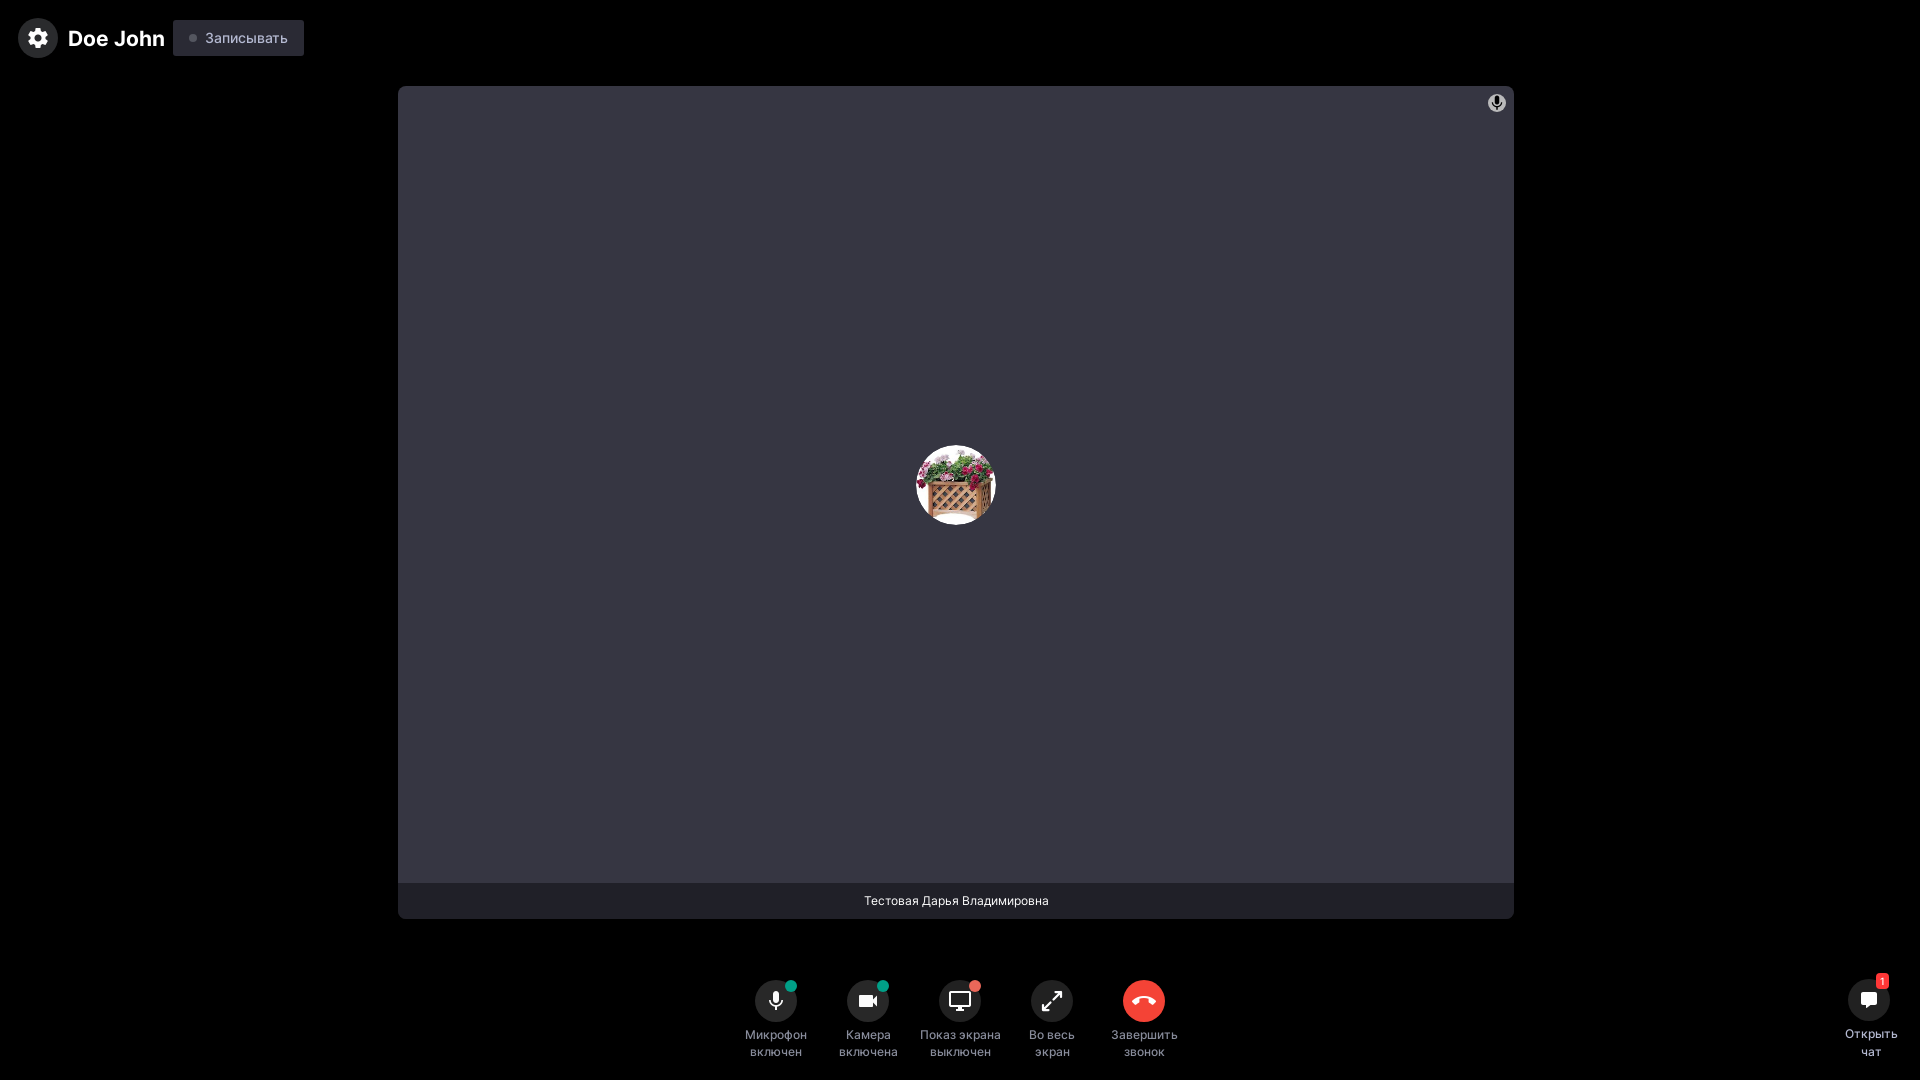 Doe John
Записывать
Тестовая Дарья Владимировна
Микрофон
включен
Камера
включена
Показ экрана
выключен
Во весь
экран
Завершить
звонок
1
Открыть
чат